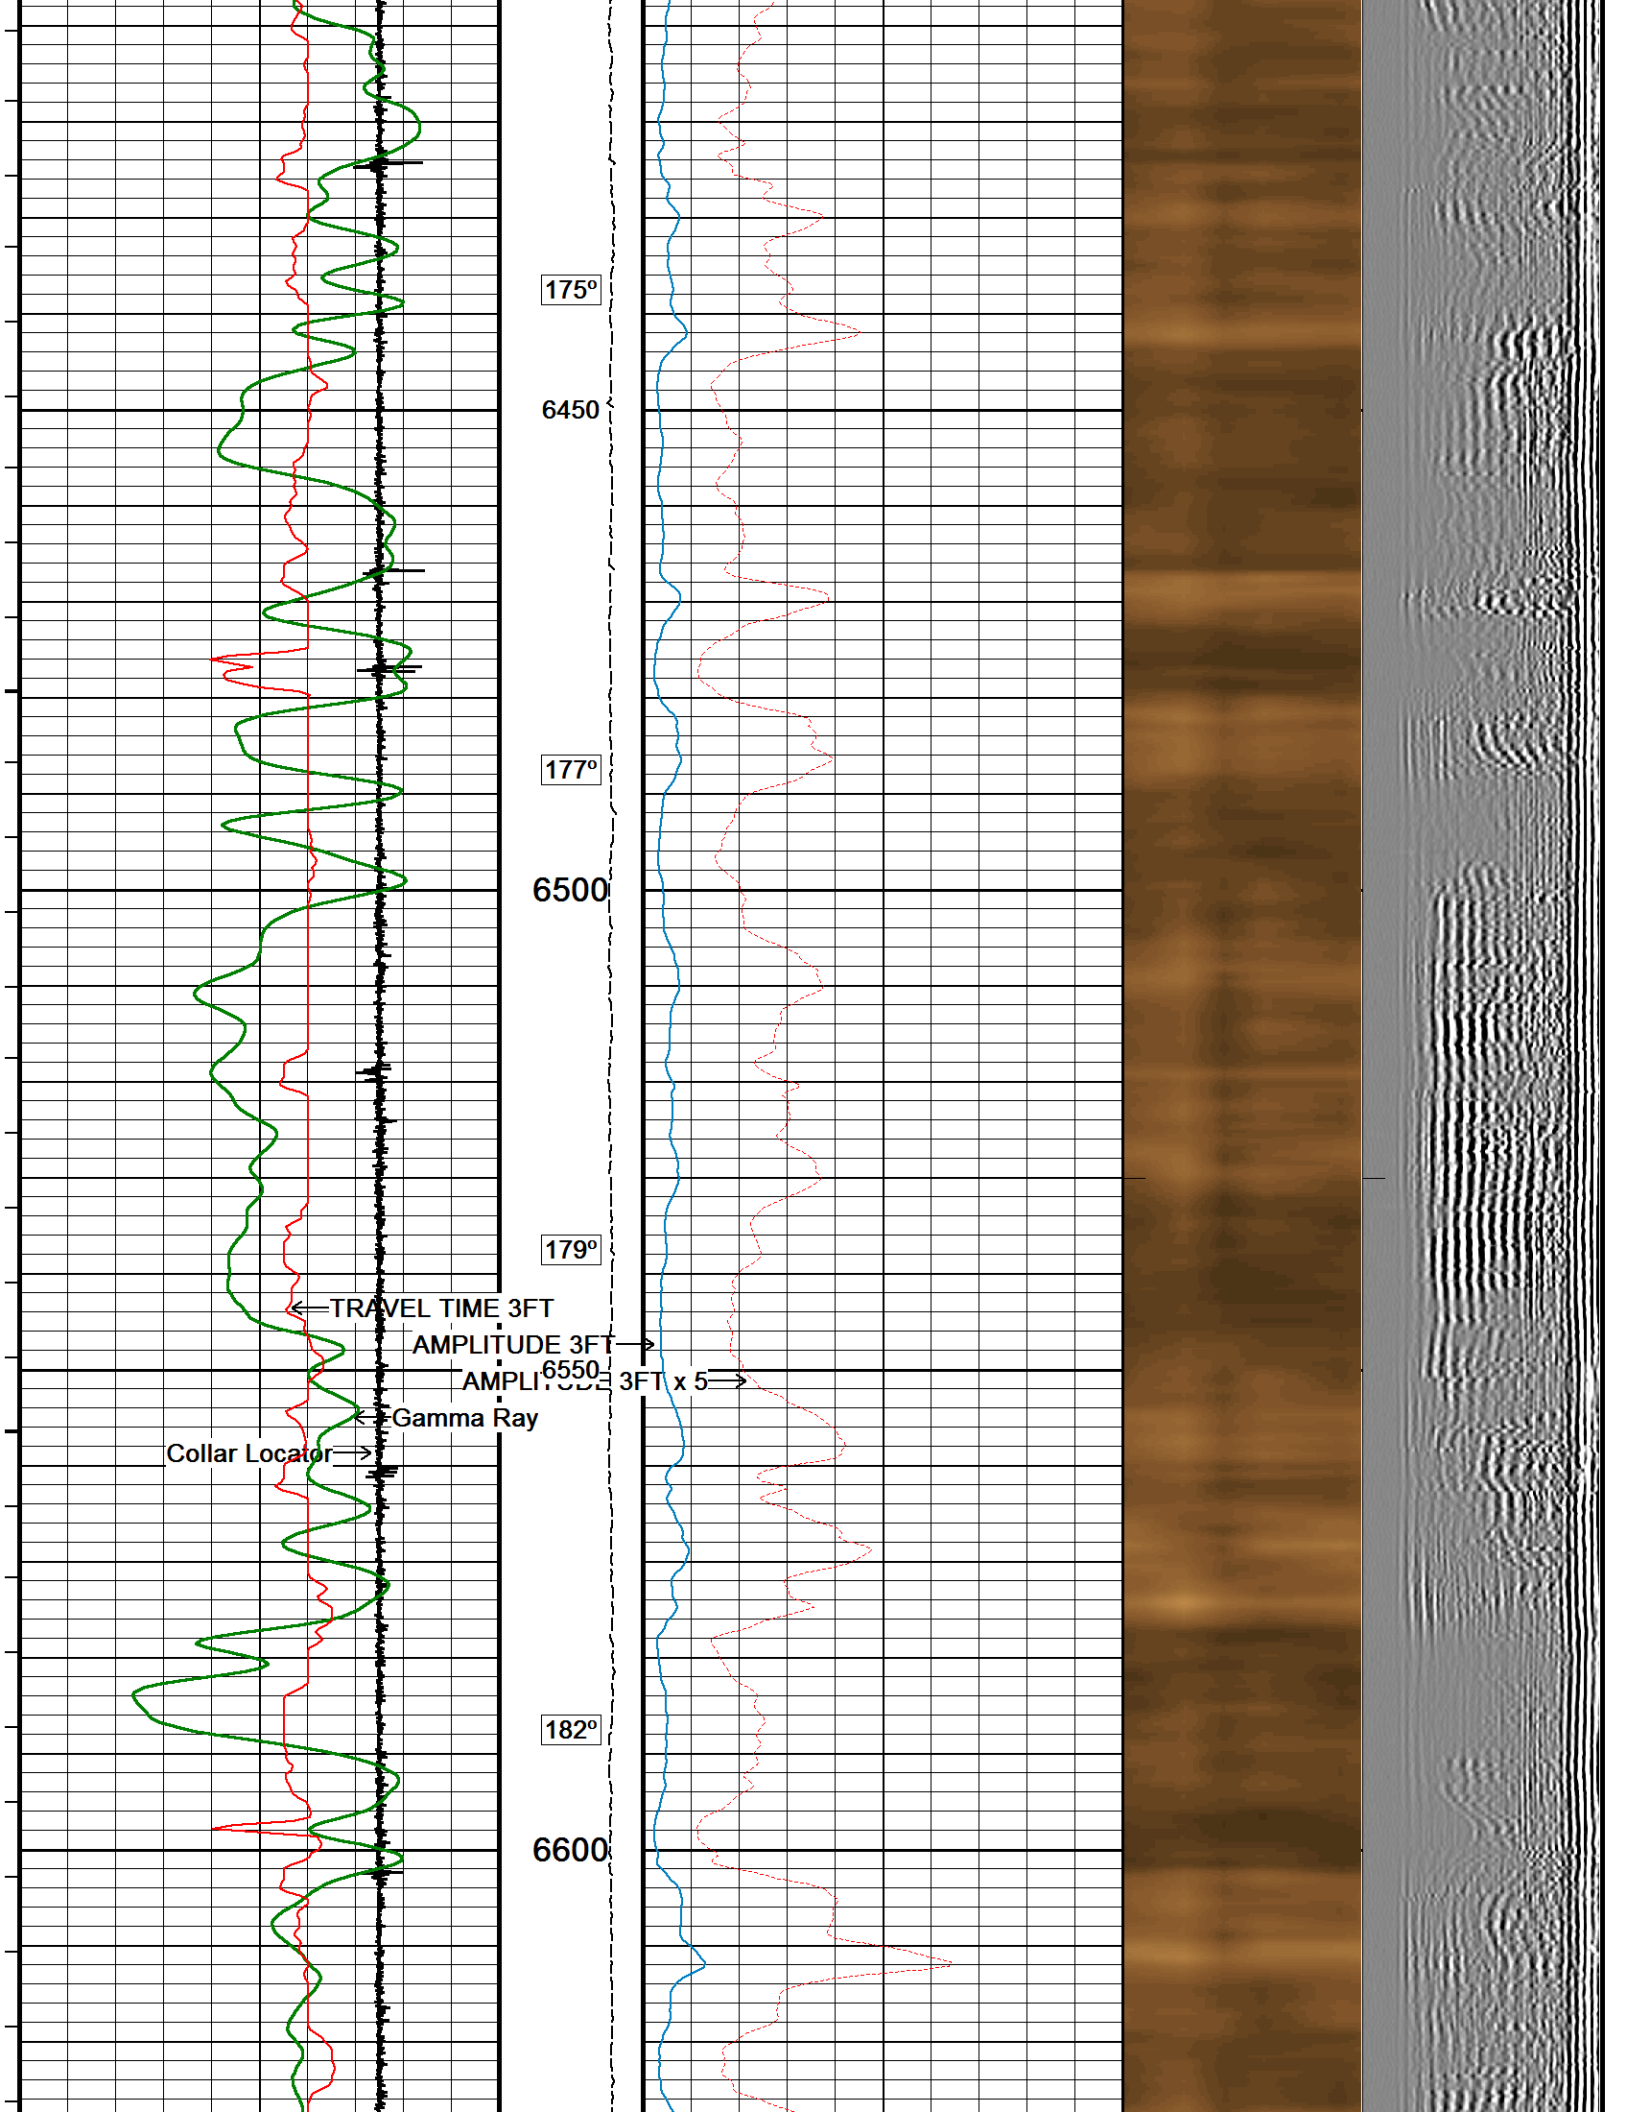 175º
6450
177º
6500
179º
TRAVEL TIME 3FT
AMPLITUDE 3FT
6550
AMPLITUDE 3FT x 5
Gamma Ray
Collar Locator
182º
6600